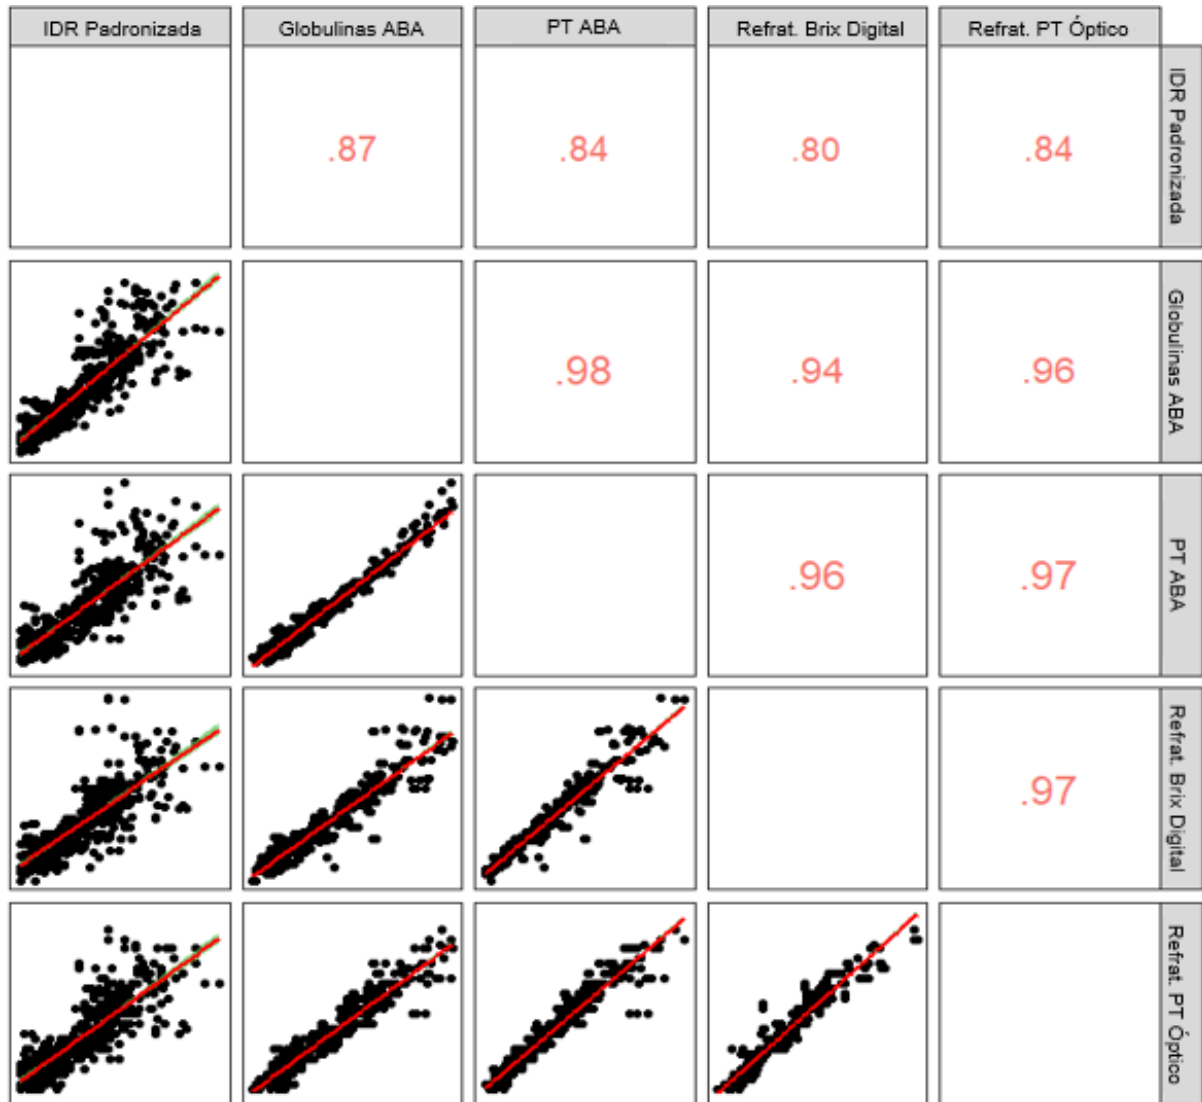 IDR Padronizada
Globulinas ABA
PT ABA
Refrat. Brix Digital
Refrat. PT Óptico
.87
.84
.80
.84
IDR Padronizada
.98
.94
.96
Globulinas ABA
.96
.97
PT ABA
.97
Refrat. Brix Digital
Refrat. PT Óptico